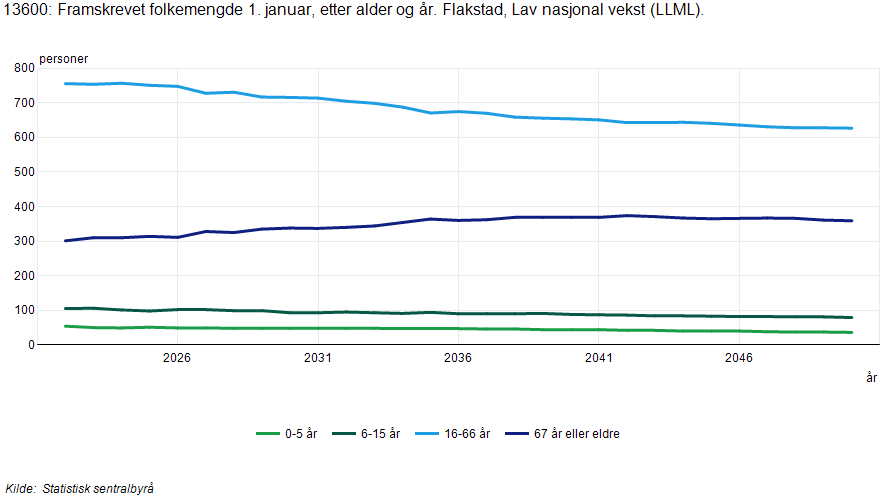 13600: Framskrevet folkemengde 1. januar, etter alder og år. Flakstad, Lav nasjonal vekst (LLML).
personer
800
700
600
500
400
300
200
100
0
2026 2031 2036 2041 2046
år
0-5 år 6-15 år 16-66 år 67 år eller eldre
Kilde: Statistisk sentralbyrå